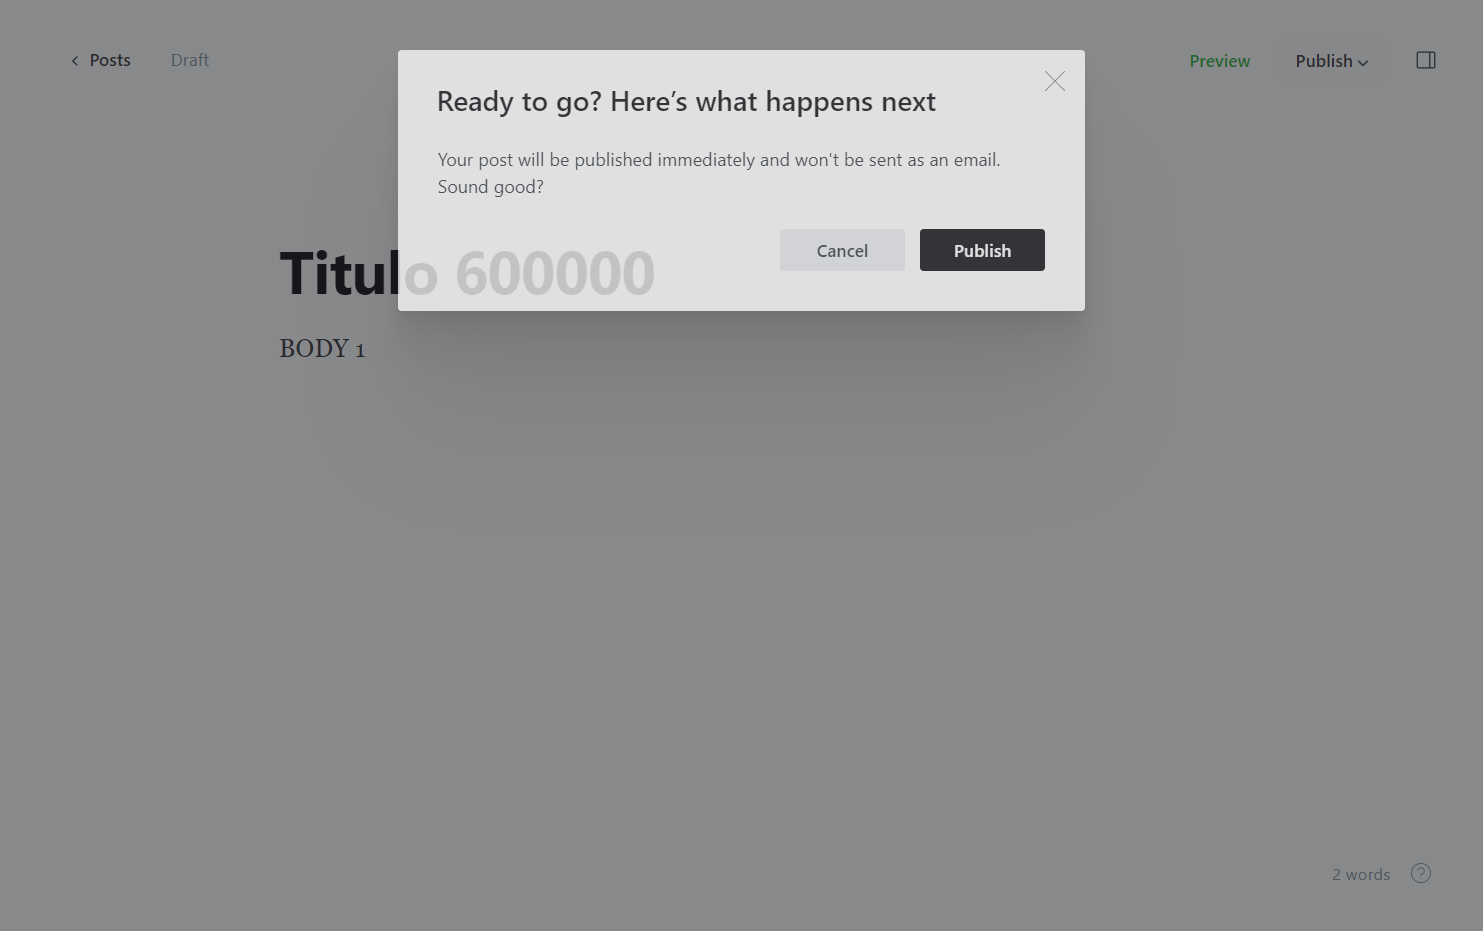 Posts
Draft
Preview
Publish
Ready to go? Here’s what happens next
Your post will be published immediately and won't be sent as an email.
Sound good?
Cancel
Publish
Titulo 600000
BODY 1
2 words
?